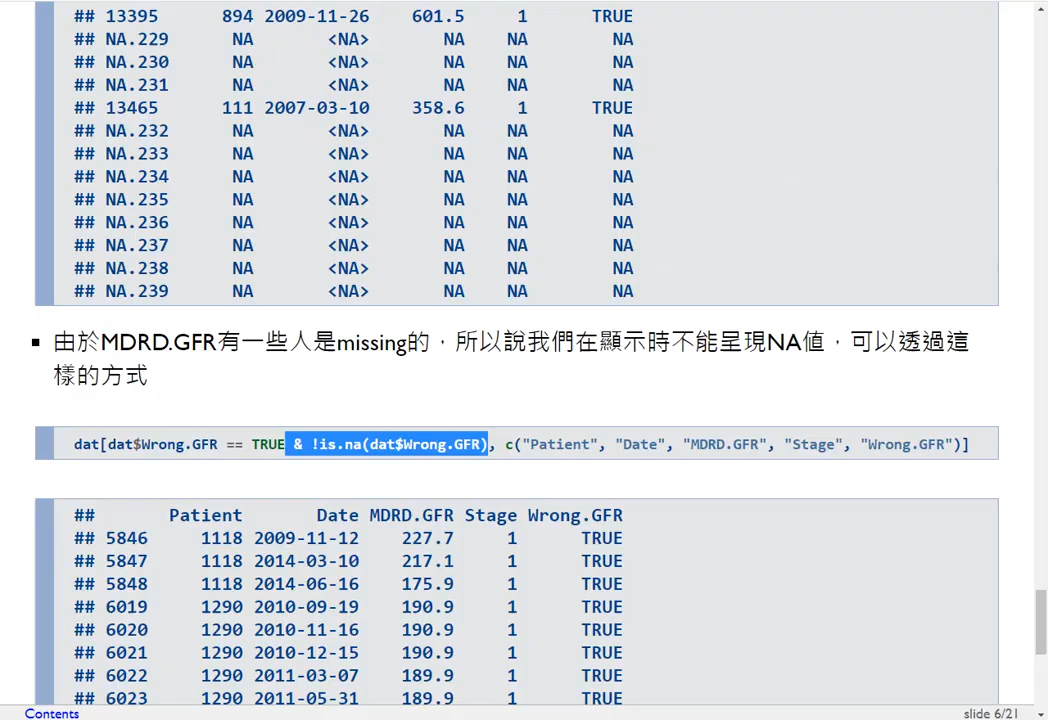 ## 13395      894 2009-11-26    601.5     1      TRUE
## NA.229      NA       <NA>       NA    NA        NA
## NA.230      NA       <NA>       NA    NA        NA
## NA.231      NA       <NA>       NA    NA        NA
## 13465      111 2007-03-10    358.6     1      TRUE
## NA.232      NA       <NA>       NA    NA        NA
## NA.233      NA       <NA>       NA    NA        NA
## NA.234      NA       <NA>       NA    NA        NA
## NA.235      NA       <NA>       NA    NA        NA
## NA.236      NA       <NA>       NA    NA        NA
## NA.237      NA       <NA>       NA    NA        NA
## NA.238      NA       <NA>       NA    NA        NA
## NA.239      NA       <NA>       NA    NA        NA
▪ 由於MDRD.GFR有一些人是missing的，所以說我們在顯示時不能呈現NA值，可以透過這
樣的方式
dat[dat$Wrong.GFR == TRUE & !is.na(dat$Wrong.GFR), c("Patient", "Date", "MDRD.GFR", "Stage", "Wrong.GFR")]
##       Patient       Date MDRD.GFR Stage Wrong.GFR
## 5846     1118 2009-11-12    227.7     1      TRUE
## 5847     1118 2014-03-10    217.1     1      TRUE
## 5848     1118 2014-06-16    175.9     1      TRUE
## 6019     1290 2010-09-19    190.9     1      TRUE
## 6020     1290 2010-11-16    190.9     1      TRUE
## 6021     1290 2010-12-15    190.9     1      TRUE
## 6022     1290 2011-03-07    189.9     1      TRUE
## 6023     1290 2011-05-31    189.9     1      TRUE
Contents
slide 6/21